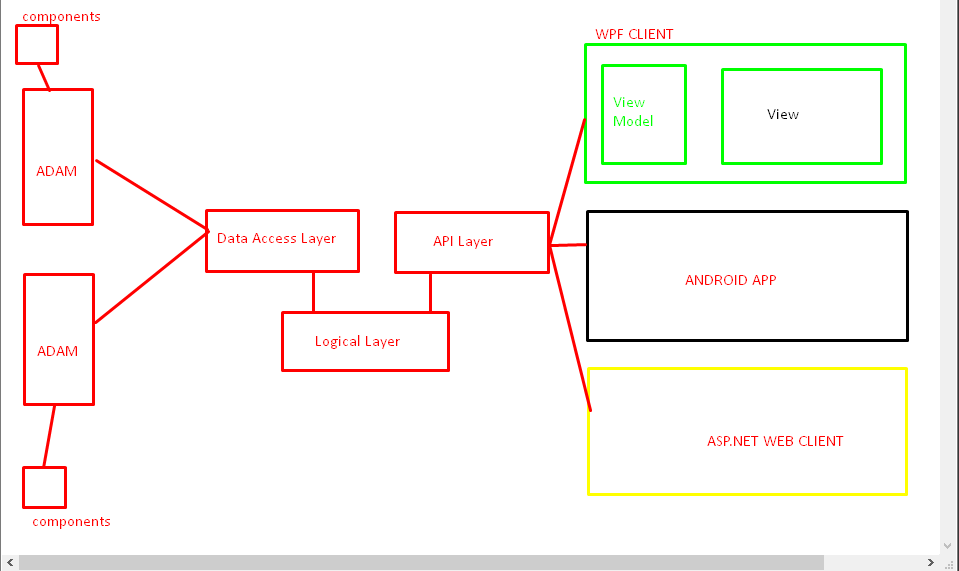 components
WPF CLIENT
View
Model
View
ADAM
Data Access Layer
API Layer
ANDROID APP
Logical Layer
ADAM
ASP.NET WEB CLIENT
components